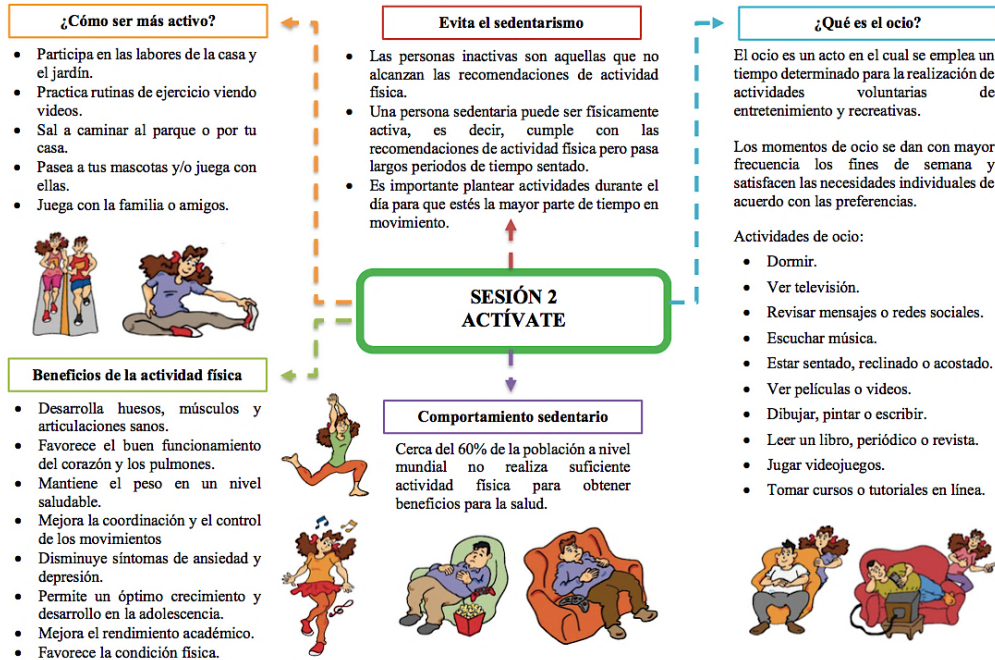 ¿Cómo ser más activo?
• Participa en las labores de la casa y
el jardín.
• Practica rutinas de ejercicio viendo
videos.
• Sal a caminar al parque o por tu
casa.
• Pasea a tus mascotas y/o juega con
ellas.
• Juega con la familia o amigos.
Evita el sedentarismo
• Las personas inactivas son aquellas que no
alcanzan las recomendaciones de actividad
física.
• Una persona sedentaria puede ser físicamente
activa, es decir, cumple con las
recomendaciones de actividad física pero pasa
largos periodos de tiempo sentado.
• Es importante plantear actividades durante el
día para que estés la mayor parte de tiempo en
movimiento.
¿Qué es el ocio?
El ocio es un acto en el cual se emplea un
tiempo determinado para la realización de
actividades voluntarias de
entretenimiento y recreativas.
Los momentos de ocio se dan con mayor
frecuencia los fines de semana y
satisfacen las necesidades individuales de
acuerdo con las preferencias.
Actividades de ocio:
• Dormir.
• Ver televisión.
• Revisar mensajes o redes sociales.
• Escuchar música.
• Estar sentado, reclinado o acostado.
• Ver películas o videos.
• Dibujar, pintar o escribir.
• Leer un libro, periódico o revista.
• Jugar videojuegos.
• Tomar cursos o tutoriales en línea.
SESIÓN 2
ACTÍVATE
Beneficios de la actividad física
• Desarrolla huesos, músculos y
articulaciones sanos.
• Favorece el buen funcionamiento
del corazón y los pulmones.
• Mantiene el peso en un nivel
saludable.
• Mejora la coordinación y el control
de los movimientos
• Disminuye síntomas de ansiedad y
depresión.
• Permite un óptimo crecimiento y
desarrollo en la adolescencia.
• Mejora el rendimiento académico.
• Favorece la condición física.
Comportamiento sedentario
Cerca del 60% de la población a nivel
mundial no realiza suficiente
actividad física para obtener
beneficios para la salud.